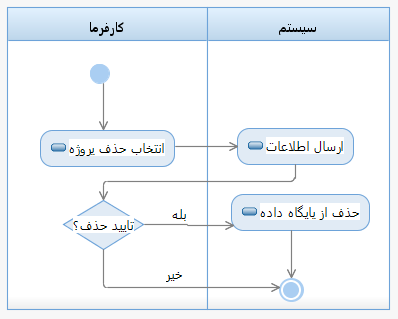 کارفرما
سیستم
انتخاب حذف پروژه
ارسال اطلاعات
تایید حذف؟
بله
حذف از پایگاه داده
خیر